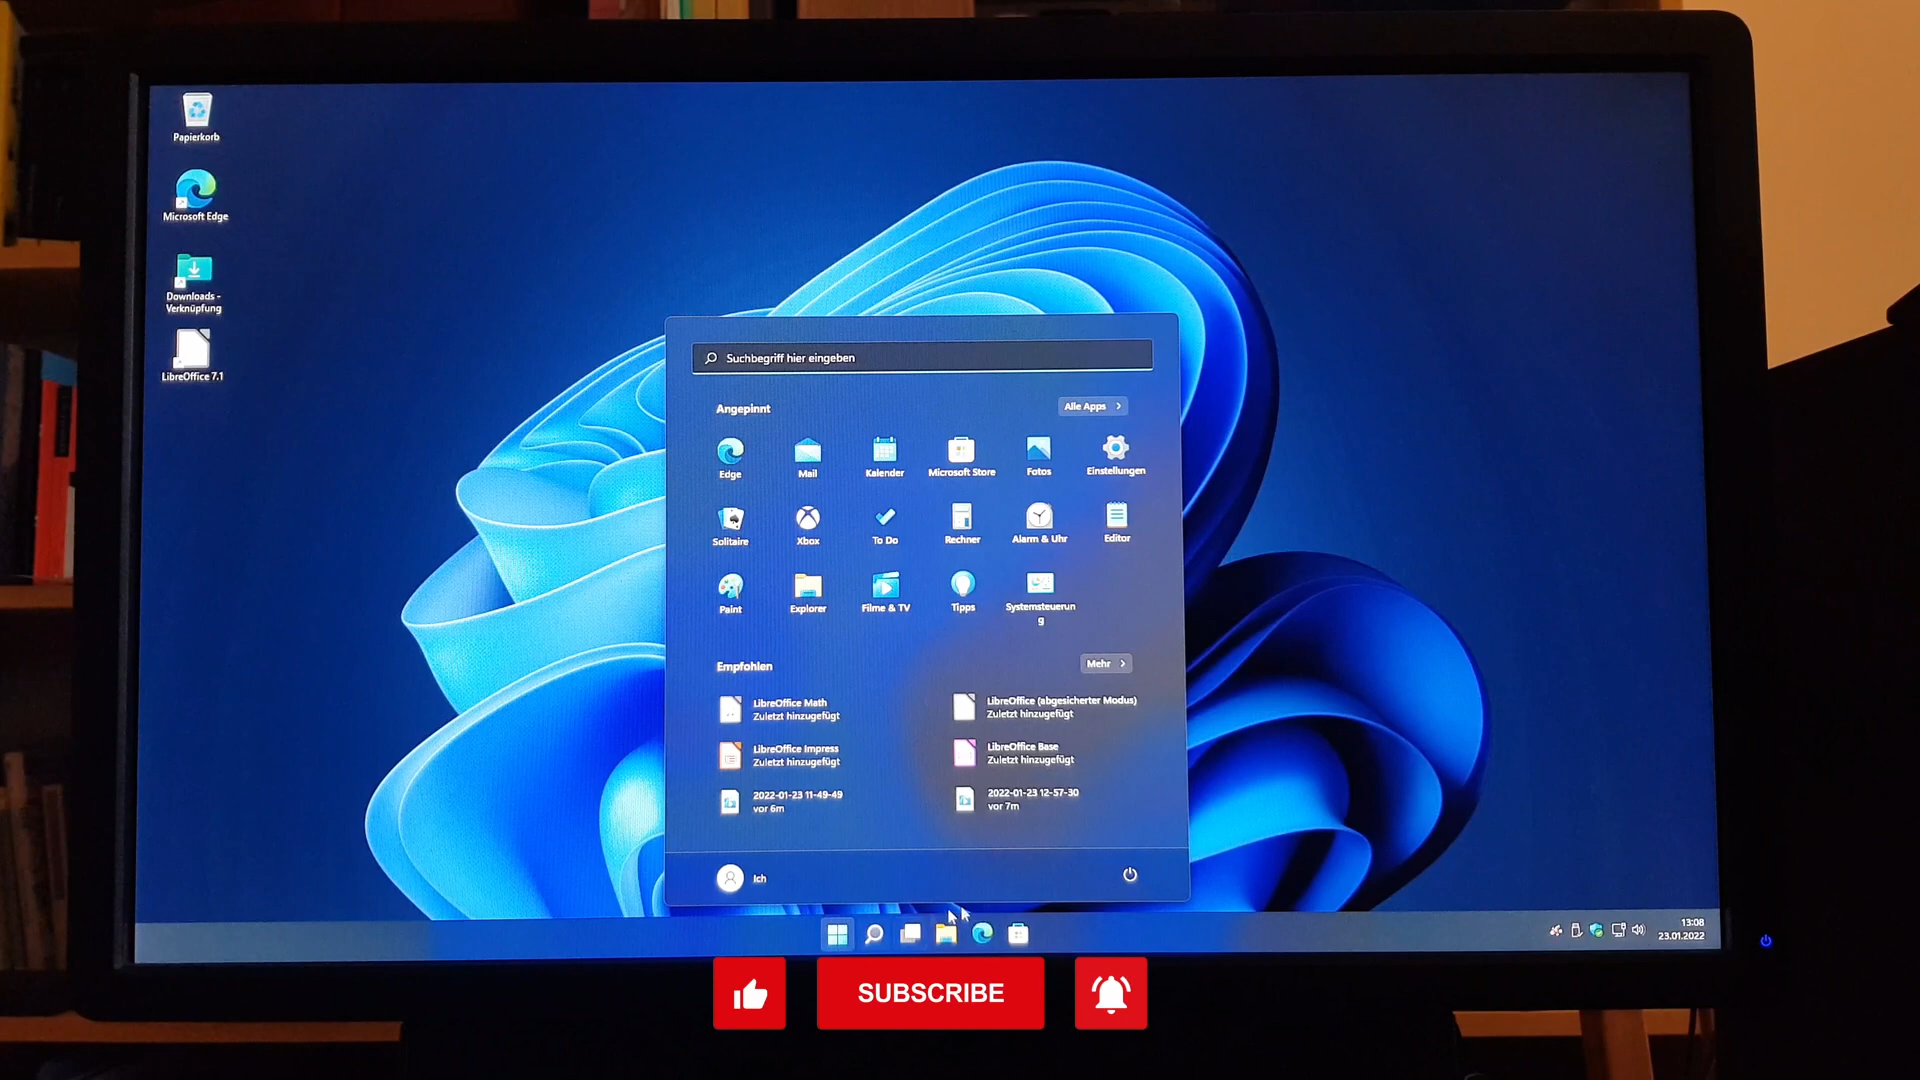 Papierkorb
Microsoft Edge
Downloads -
Verknüpfung
LibreOffice 7.1
Suchbegriff hier eingeben
Angepinnt
Alle Apps
Edge
Mail
Kalender
Microsoft Store
Fotos
Einstellungen
Solitaire
Xbox
To Do
Rechner
Alarm & Uhr
Editor
Paint
Explorer
Filme & TV
Tipps
Systemsteuerun
g
Empfohlen
Mehr
LibreOffice Math
Zuletzt hinzugefügt
LibreOffice (abgesicherter Modus)
Zuletzt hinzugefügt
LibreOffice Impress
Zuletzt hinzugefügt
LibreOffice Base
Zuletzt hinzugefügt
2022-01-23 11-49-49
vor 6m
2022-01-23 12-57-30
vor 7m
Ich
13:08
23.01.2022
SUBSCRIBE